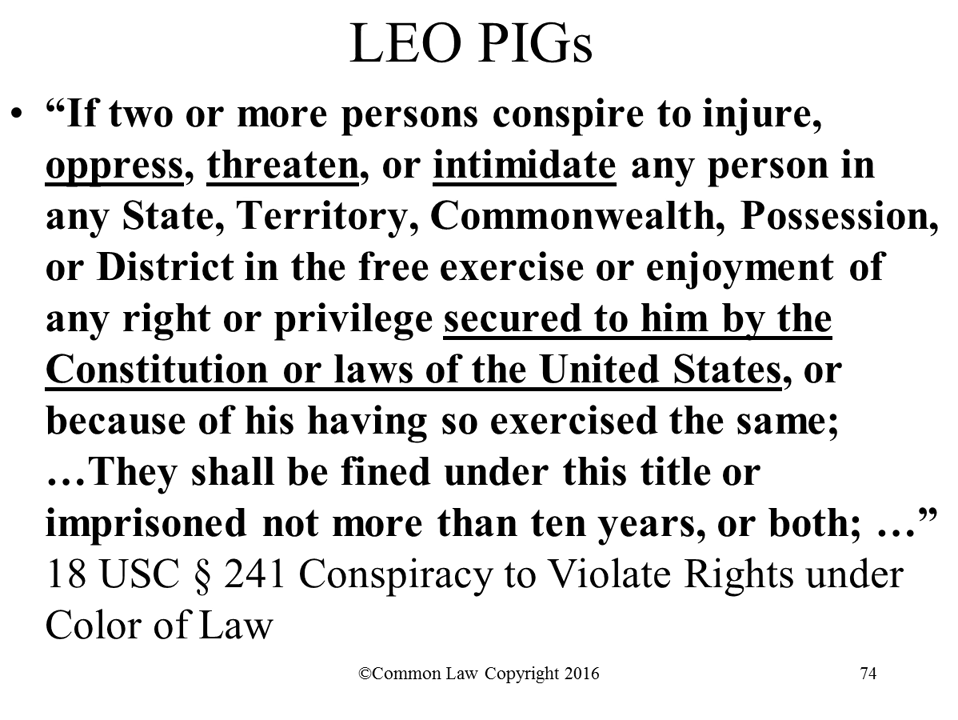 LEO PIGs
• “If two or more persons conspire to injure,
oppress, threaten, or intimidate any person in
any State, Territory, Commonwealth, Possession,
or District in the free exercise or enjoyment of
any right or privilege secured to him by the
Constitution or laws of the United States, or
because of his having so exercised the same;
…They shall be fined under this title or
imprisoned not more than ten years, or both; …”
18 USC § 241 Conspiracy to Violate Rights under
Color of Law
©Common Law Copyright 2016 74